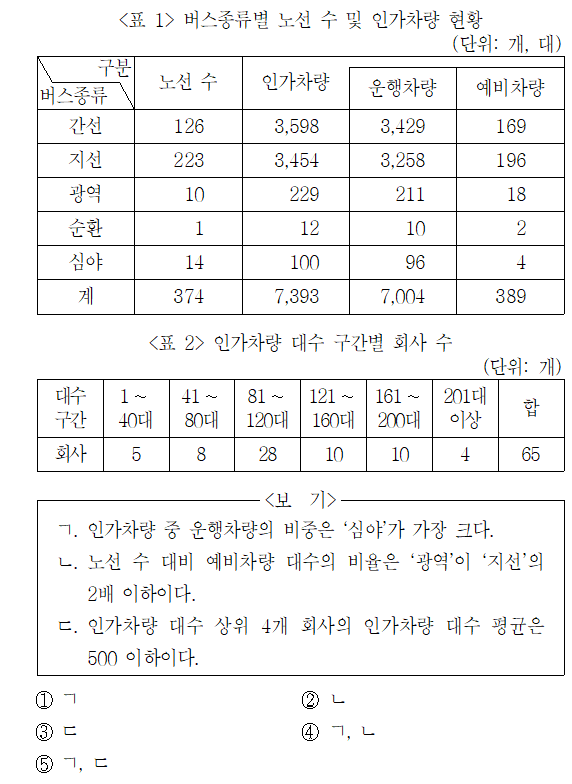 <표 1> 버스종류별 노선 수 및 인가차량 현황
(단위: 개, 대)
구분 버스종류 노선 수 인가차량 운행차량 예비차량
간선 126 3,598 3,429 169
지선 223 3,454 3,258 196
광역 10 229 211 18
순환 1 12 10 2
심야 14 100 96 4
계 374 7,393 7,004 389
<표 2> 인가차량 대수 구간별 회사 수
(단위: 개)
대수 1～ 41～ 81～ 121～ 161～ 201대 합
구간 40대 80대 120대 160대 200대 이상
회사 5 8 28 10 10 4 65
<보 기>
ㄱ. 인가차량 중 운행차량의 비중은 ‘심야’가 가장 크다.
ㄴ. 노선 수 대비 예비차량 대수의 비율은 ‘광역’이 ‘지선’의
2배 이하이다.
ㄷ. 인가차량 대수 상위 4개 회사의 인가차량 대수 평균은
500 이하이다.
① ㄱ ② ㄴ
③ ㄷ ④ ㄱ, ㄴ
⑤ ㄱ, ㄷ